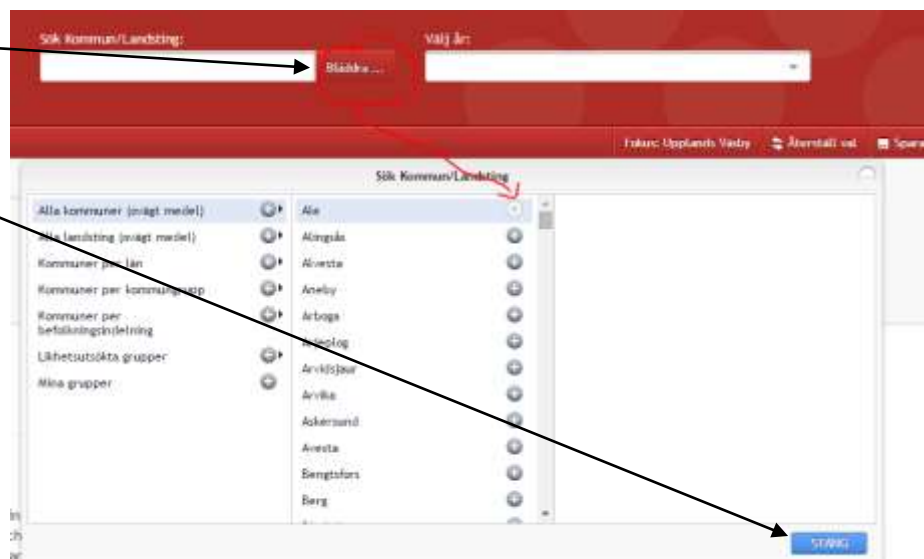 Sök Kommun/Landsting:
Välj år:
Bläddra ...
Fokus: Upplands Väsby
Återställ val
Spara
Sök Kommun/Landsting
Alla kommuner (ovägt medel)
Alla landsting (ovägt medel)
Kommuner per län
Kommuner per kommungrupp
Kommuner per
befolkningsindelning
Likhetsutsökta grupper
Mina grupper
Ale
Alingsås
Alvesta
Aneby
Arboga
Arjeplog
Arvidsjaur
Arvika
Askersund
Avesta
Bengtsfors
Berg
STÄNG